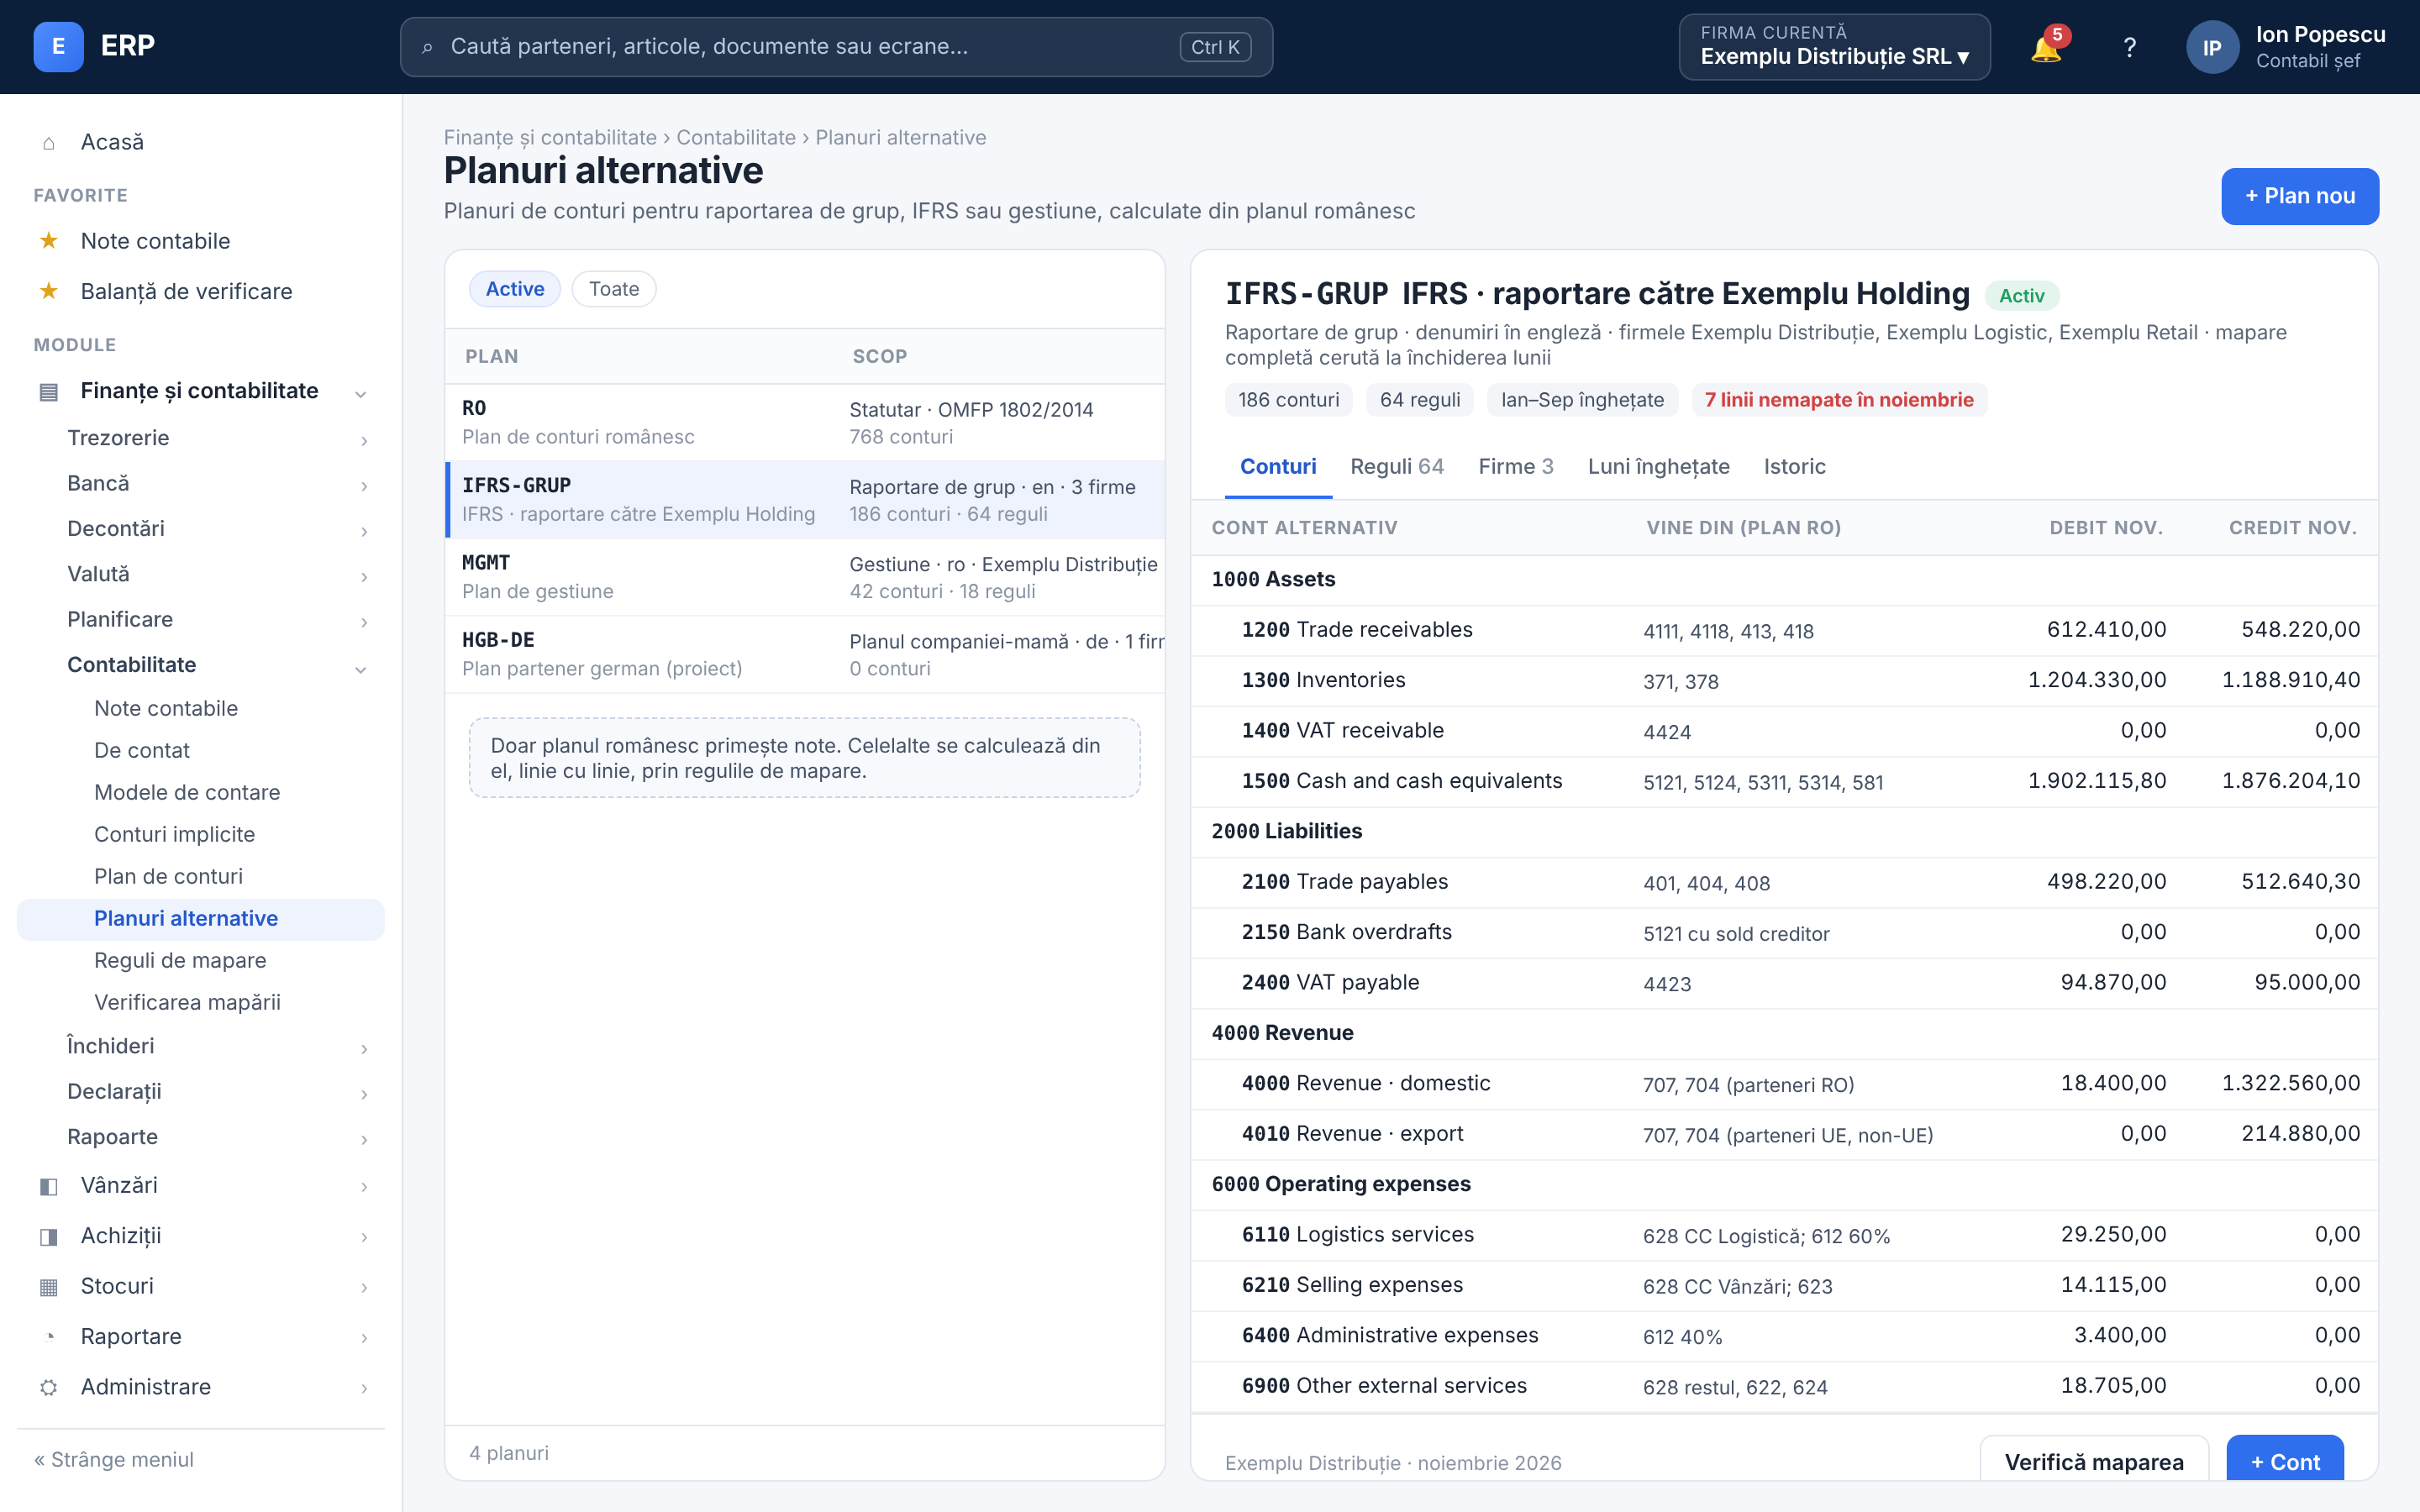 E ERP
Caută parteneri, articole, documente sau ecrane... Ctrl K
FIRMA CURENTĂ
Exemplu Distribuție SRL ▾
5
?
IP
Ion Popescu
Contabil șef
Acasă
FAVORITE
★ Note contabile
★ Balanță de verificare
MODULE
Finanțe și contabilitate
Trezorerie
Bancă
Decontări
Valută
Planificare
Contabilitate
Note contabile
De contat
Modele de contare
Conturi implicite
Plan de conturi
Planuri alternative
Reguli de mapare
Verificarea mapării
Închideri
Declarații
Rapoarte
Vânzări
Achiziții
Stocuri
Raportare
Administrare
« Strânge meniul
Finanțe și contabilitate › Contabilitate › Planuri alternative
Planuri alternative
Planuri de conturi pentru raportarea de grup, IFRS sau gestiune, calculate din planul românesc
+ Plan nou
Active Toate
PLAN SCOP
RO Statutar · OMFP 1802/2014
Plan de conturi românesc 768 conturi
IFRS-GRUP Raportare de grup · en · 3 firme
IFRS · raportare către Exemplu Holding 186 conturi · 64 reguli
MGMT Gestiune · ro · Exemplu Distribuție
Plan de gestiune 42 conturi · 18 reguli
HGB-DE Planul companiei-mamă · de · 1 fir
Plan partener german (proiect) 0 conturi
Doar planul românesc primește note. Celelalte se calculează din
el, linie cu linie, prin regulile de mapare.
4 planuri
IFRS-GRUP IFRS · raportare către Exemplu Holding Activ
Raportare de grup · denumiri în engleză · firmele Exemplu Distribuție, Exemplu Logistic, Exemplu Retail · mapare
completă cerută la închiderea lunii
186 conturi 64 reguli Ian–Sep înghețate 7 linii nemapate în noiembrie
Conturi Reguli 64 Firme 3 Luni înghețate Istoric
CONT ALTERNATIV VINE DIN (PLAN RO) DEBIT NOV. CREDIT NOV.
1000 Assets
1200 Trade receivables 4111, 4118, 413, 418 612.410,00 548.220,00
1300 Inventories 371, 378 1.204.330,00 1.188.910,40
1400 VAT receivable 4424 0,00 0,00
1500 Cash and cash equivalents 5121, 5124, 5311, 5314, 581 1.902.115,80 1.876.204,10
2000 Liabilities
2100 Trade payables 401, 404, 408 498.220,00 512.640,30
2150 Bank overdrafts 5121 cu sold creditor 0,00 0,00
2400 VAT payable 4423 94.870,00 95.000,00
4000 Revenue
4000 Revenue · domestic 707, 704 (parteneri RO) 18.400,00 1.322.560,00
4010 Revenue · export 707, 704 (parteneri UE, non-UE) 0,00 214.880,00
6000 Operating expenses
6110 Logistics services 628 CC Logistică; 612 60% 29.250,00 0,00
6210 Selling expenses 628 CC Vânzări; 623 14.115,00 0,00
6400 Administrative expenses 612 40% 3.400,00 0,00
6900 Other external services 628 restul, 622, 624 18.705,00 0,00
Exemplu Distribuție · noiembrie 2026 Verifică maparea + Cont